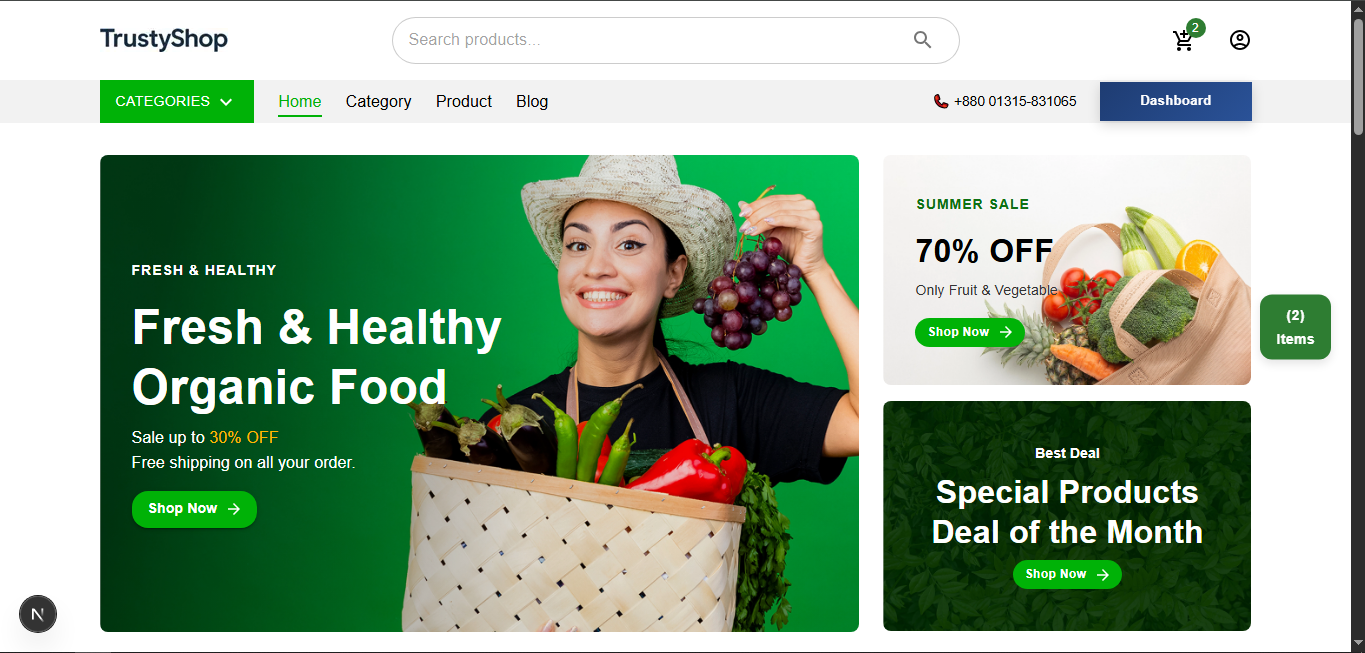 TrustyShop
Search products...
2
CATEGORIES
Home
Category
Product
Blog
+880 01315-831065
Dashboard
FRESH & HEALTHY
Fresh & Healthy
Organic Food
Sale up to 30% OFF
Free shipping on all your order.
Shop Now
SUMMER SALE
70% OFF
Only Fruit & Vegetable
Shop Now
(2)
Items
Best Deal
Special Products
Deal of the Month
Shop Now
N